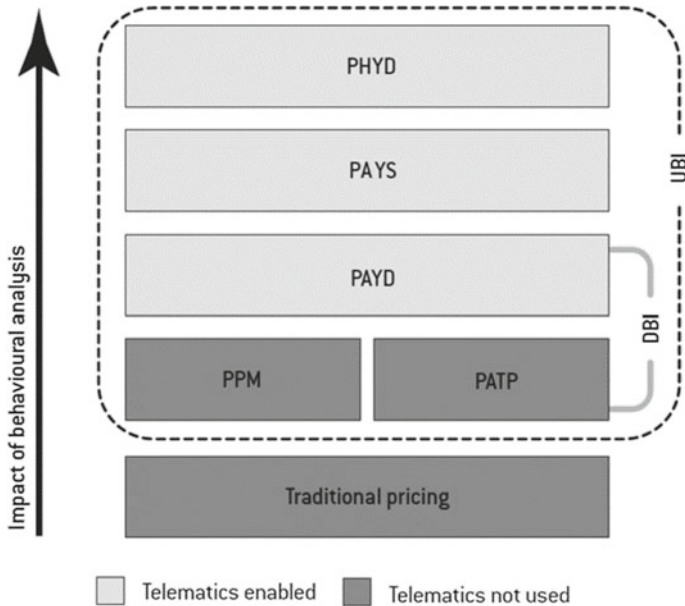 PHYD
PAYS
UBI
PAYD
DBI
PPM
PATP
Traditional pricing
Impact of behavioural analysis
Telematics enabled
Telematics not used